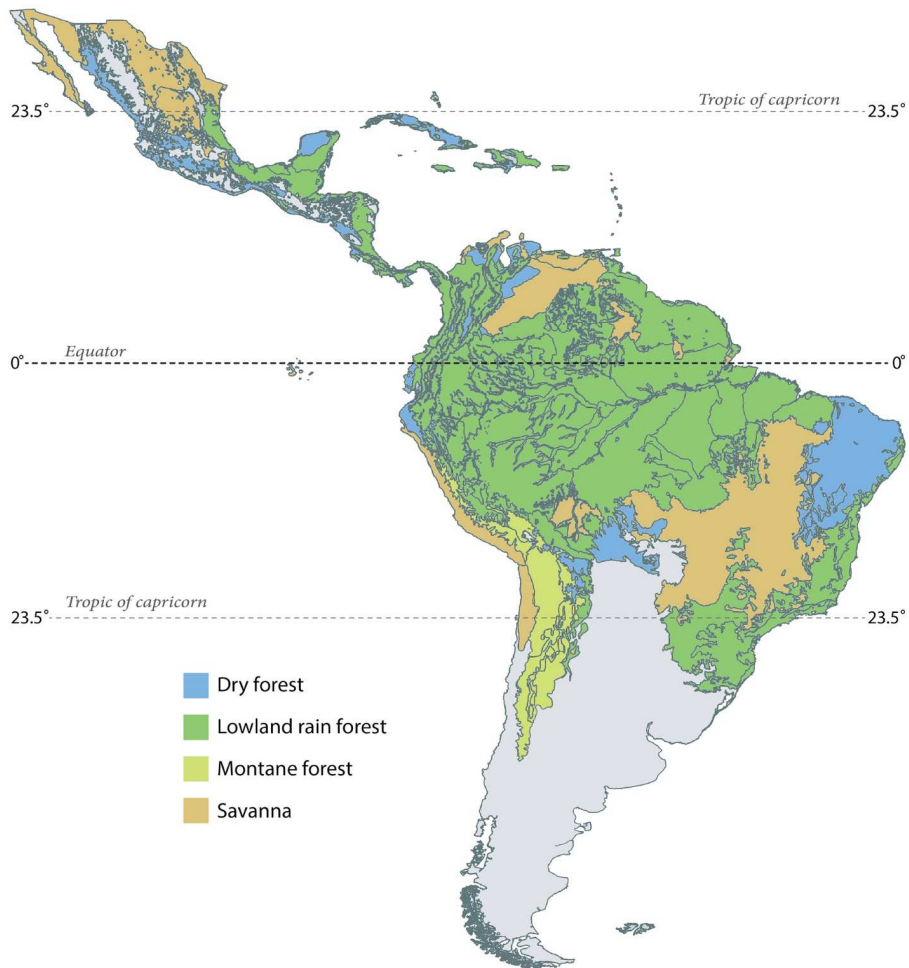 23.5°
Tropic of capricorn
23.5°
Equator
0°
0°
Tropic of capricorn
23.5°
23.5°
Dry forest
Lowland rain forest
Montane forest
Savanna